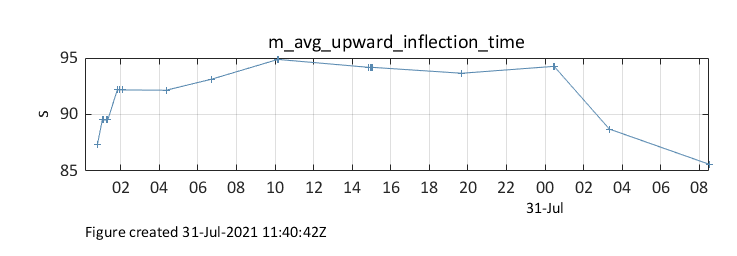 m_avg_upward_inflection_time
95
90
85
s
02 04 06 08 10 12 14 16 18 20 22 00 02 04 06 08
31-Jul
Figure created 31-Jul-2021 11:40:42Z